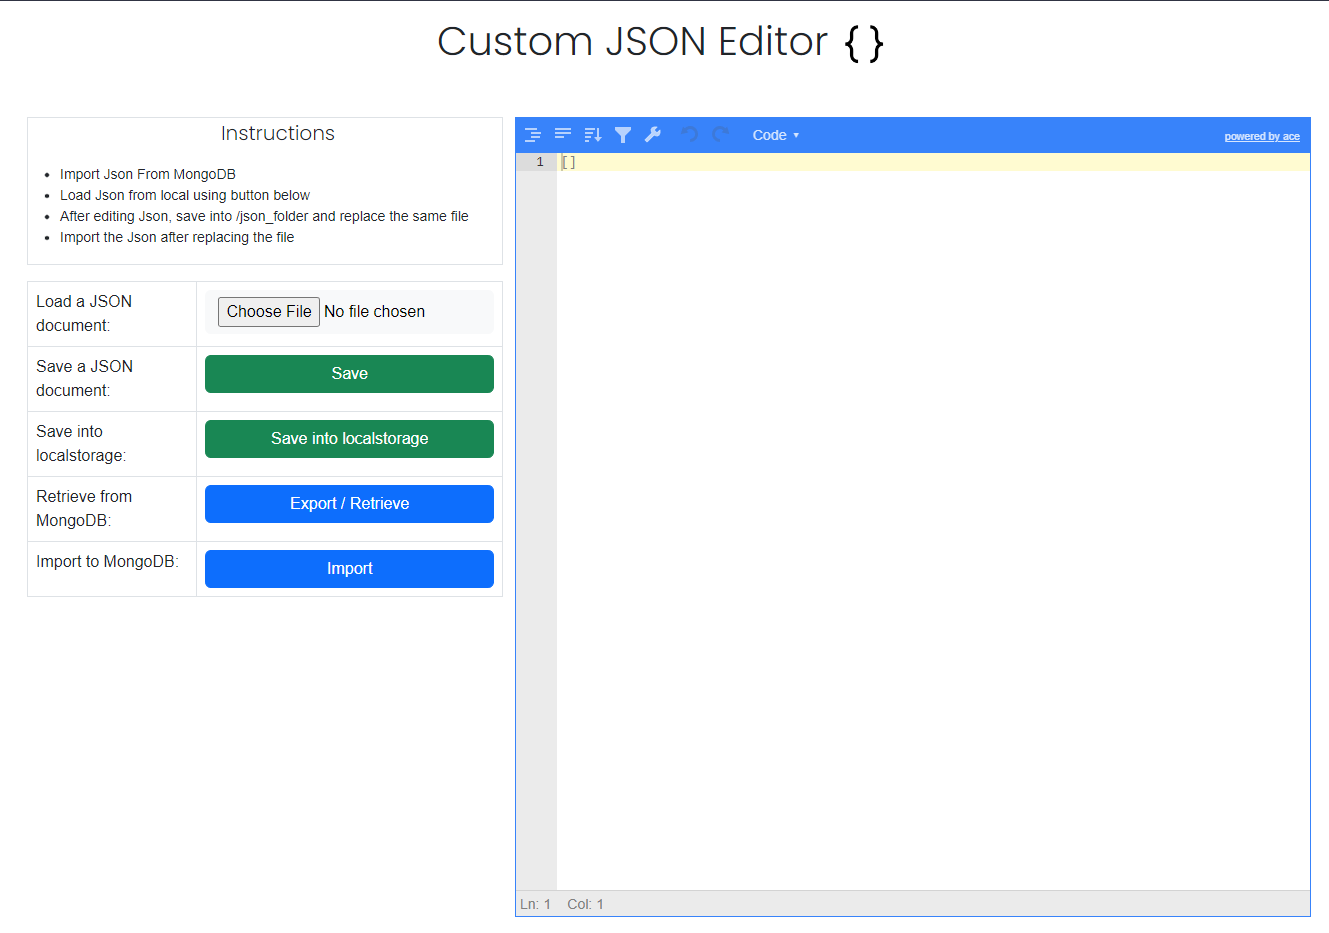 Custom JSON Editor { }
Instructions
Import Json From MongoDB
Load Json from local using button below
After editing Json, save into /json_folder and replace the same file
Import the Json after replacing the file
Load a JSON
document:
Choose File No file chosen
Save a JSON
document:
Save
Save into
localstorage:
Save into localstorage
Retrieve from
MongoDB:
Export / Retrieve
Import to MongoDB:
Import
Code ▾
powered by ace
1 []
Ln: 1 Col: 1